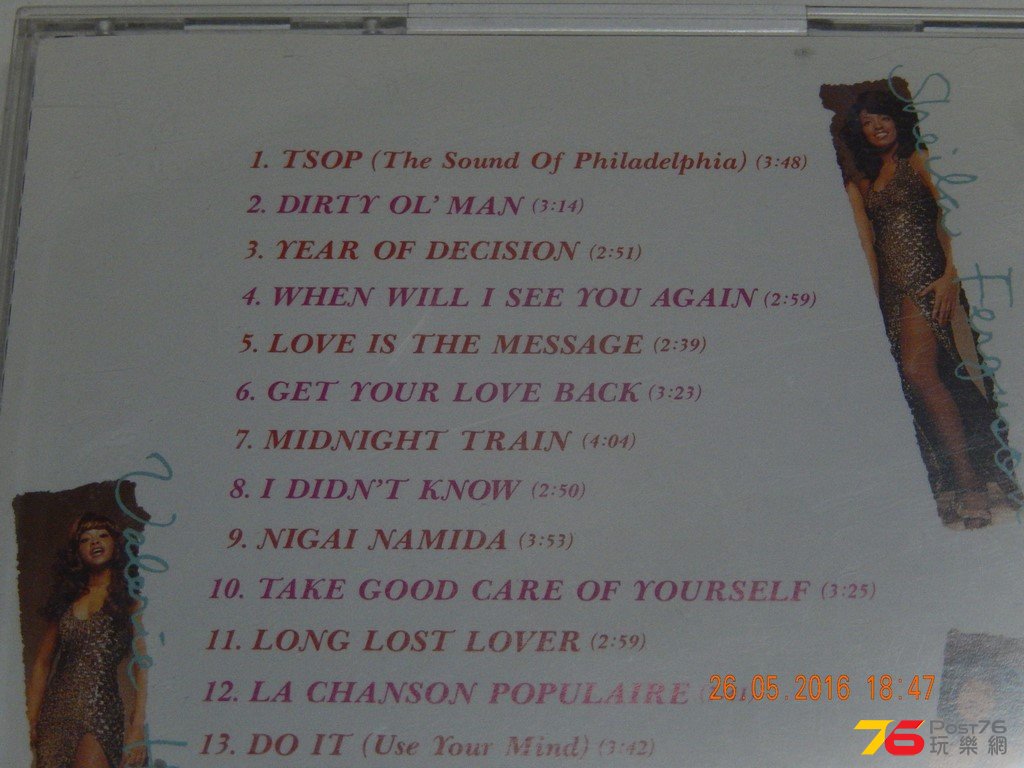 1. TSOP (The Sound Of Philadelphia) (3:48)
2. DIRTY OL' MAN (3:14)
3. YEAR OF DECISION (2:51)
4. WHEN WILL I SEE YOU AGAIN (2:59)
5. LOVE IS THE MESSAGE (2:39)
6. GET YOUR LOVE BACK (3:23)
7. MIDNIGHT TRAIN (4:04)
8. I DIDN'T KNOW (2:50)
9. NIGAI NAMIDA (3:53)
10. TAKE GOOD CARE OF YOURSELF (3:25)
11. LONG LOST LOVER (2:59)
12. LA CHANSON POPULAIRE
13. DO IT (Use Your Mind) (3:42)
Sheila Ferguson
Valerie
26.05.2016 18:47
76 Post76
玩樂網